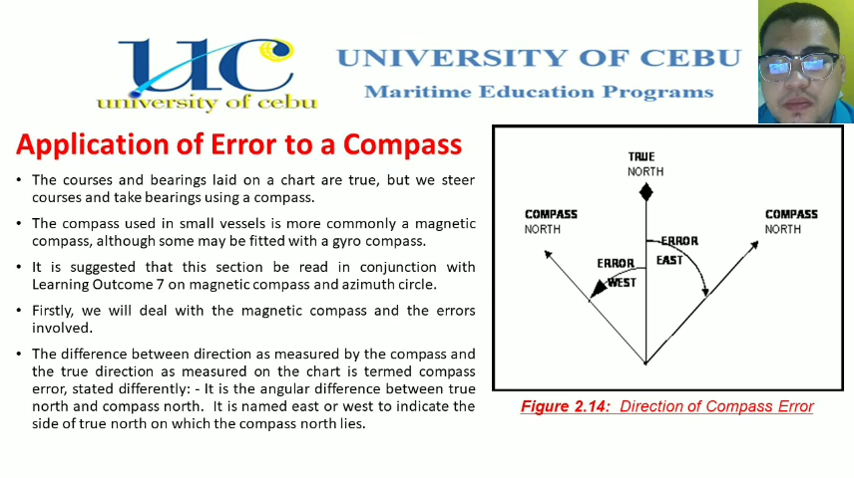 UC
university of cebu
UNIVERSITY OF CEBU
Maritime Education Programs
Application of Error to a Compass
• The courses and bearings laid on a chart are true, but we steer
courses and take bearings using a compass.
• The compass used in small vessels is more commonly a magnetic
compass, although some may be fitted with a gyro compass.
• It is suggested that this section be read in conjunction with
Learning Outcome 7 on magnetic compass and azimuth circle.
• Firstly, we will deal with the magnetic compass and the errors
involved.
• The difference between direction as measured by the compass and
the true direction as measured on the chart is termed compass
error, stated differently: - It is the angular difference between true
north and compass north. It is named east or west to indicate the
side of true north on which the compass north lies.
TRUE
NORTH
COMPASS
NORTH
COMPASS
NORTH
ERROR
EAST
ERROR
WEST
Figure 2.14: Direction of Compass Error